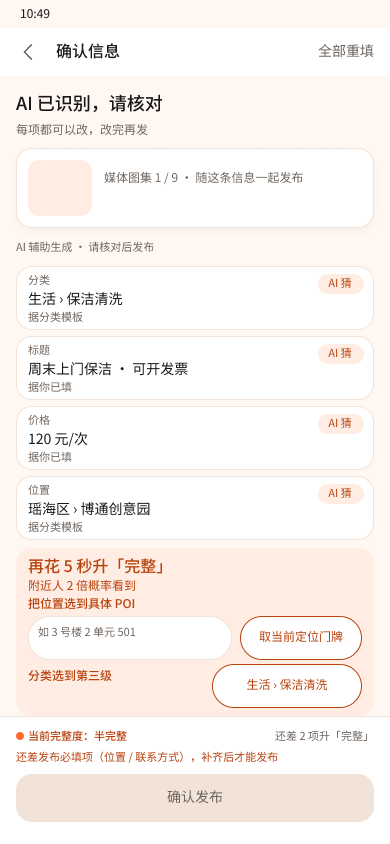 10:49
确认信息
全部重填
AI 已识别，请核对
每项都可以改，改完再发
媒体图集 1 / 9 · 随这条信息一起发布
AI 辅助生成 · 请核对后发布
分类
AI 猜
生活 › 保洁清洗
据分类模板
标题
AI 猜
周末上门保洁 · 可开发票
据你已填
价格
AI 猜
120 元/次
据你已填
位置
AI 猜
瑶海区 › 博通创意园
据分类模板
再花 5 秒升「完整」
附近人 2 倍概率看到
把位置选到具体 POI
如 3 号楼 2 单元 501
取当前定位门牌
分类选到第三级
生活 › 保洁清洗
当前完整度：半完整
还差 2 项升「完整」
还差发布必填项（位置 / 联系方式），补齐后才能发布
确认发布